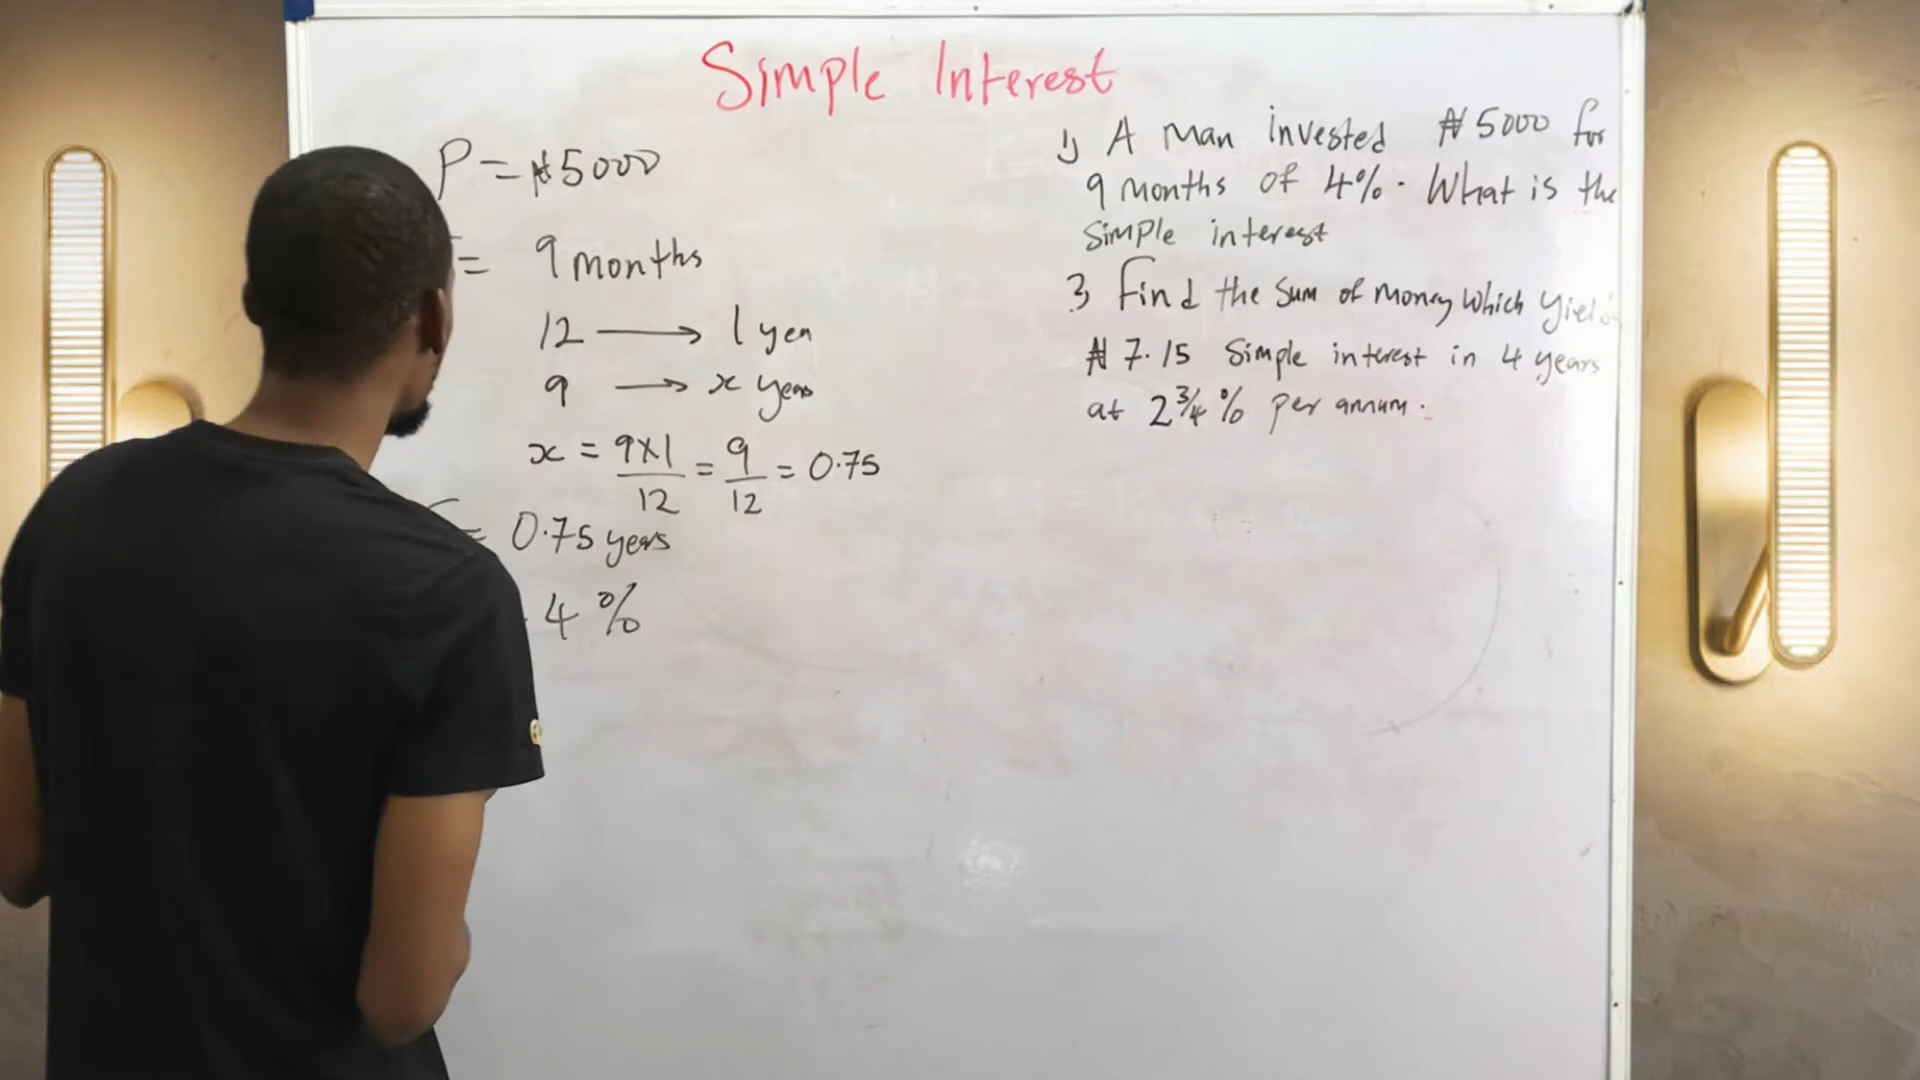 Simple Interest
P = ₦5000
= 9 months
12 → 1 year
9 → x years
x = 9x1/12 = 9/12 = 0.75
= 0.75 years
4%
1) A man invested ₦5000 for
9 months of 4%. What is the
simple interest
3, Find the sum of money which yield
₦7.15 Simple interest in 4 years
at 2¾% per annum.